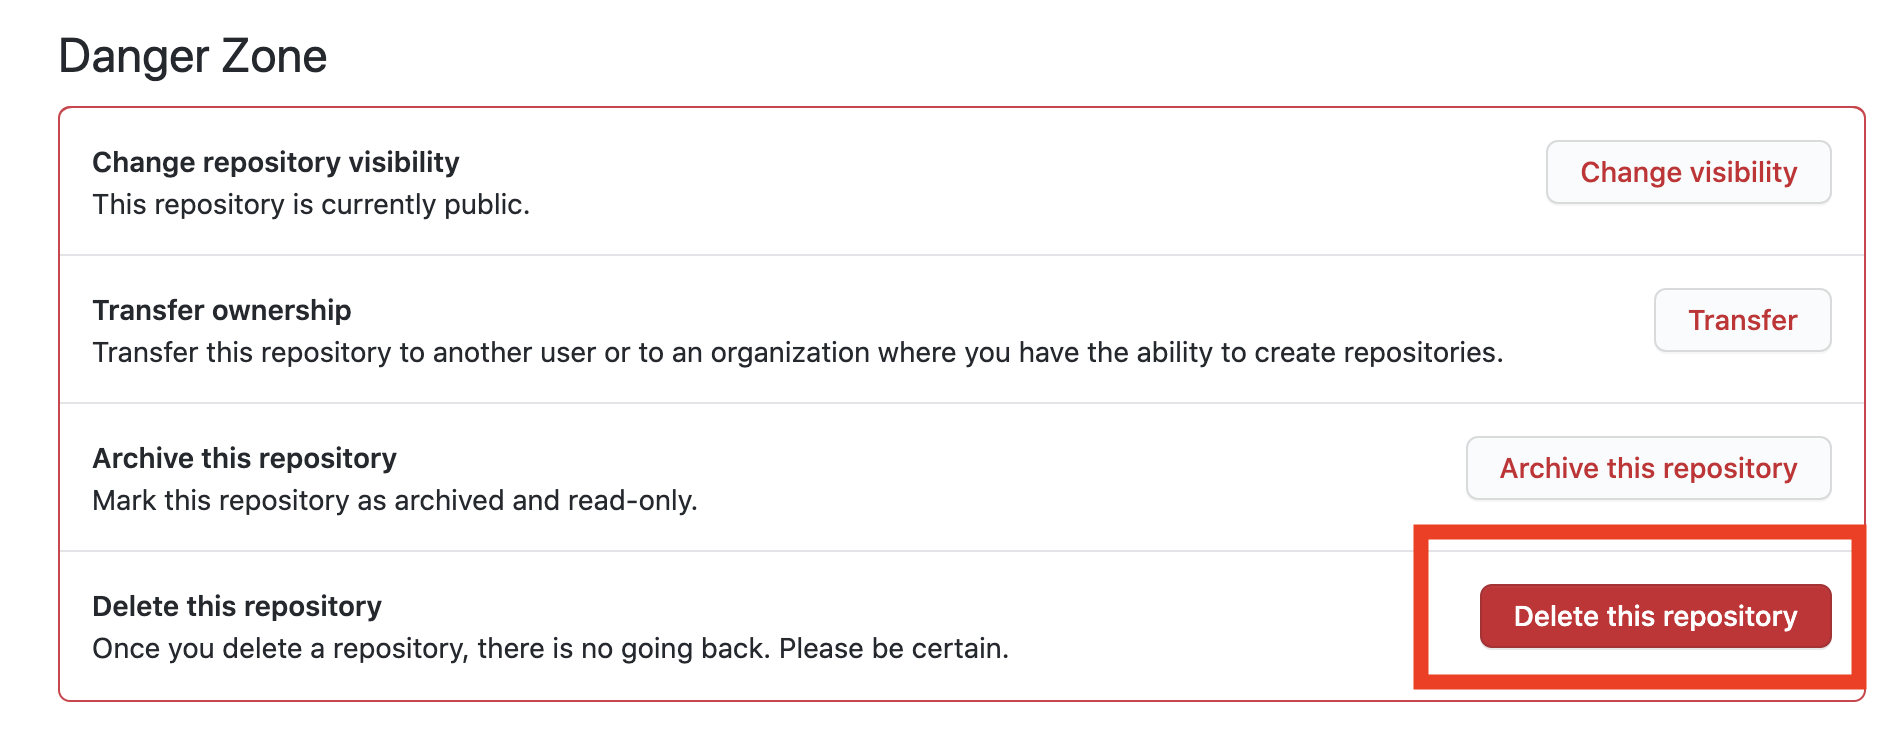 Danger Zone
Change repository visibility
This repository is currently public.
Change visibility
Transfer ownership
Transfer this repository to another user or to an organization where you have the ability to create repositories.
Transfer
Archive this repository
Mark this repository as archived and read-only.
Archive this repository
Delete this repository
Once you delete a repository, there is no going back. Please be certain.
Delete this repository